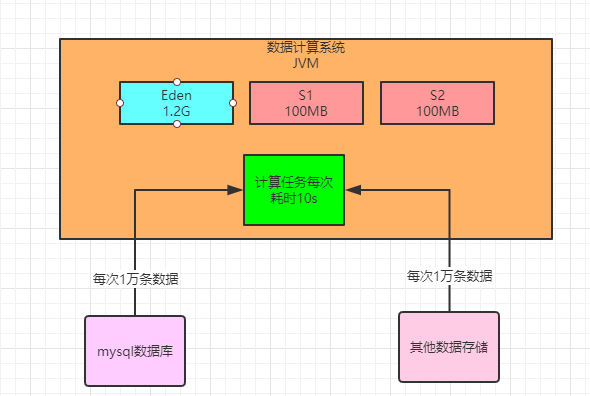 数据计算系统
JVM
Eden
1.2G
S1
100MB
S2
100MB
计算任务每次
耗时10s
每次1万条数据
每次1万条数据
mysql数据库
其他数据存储